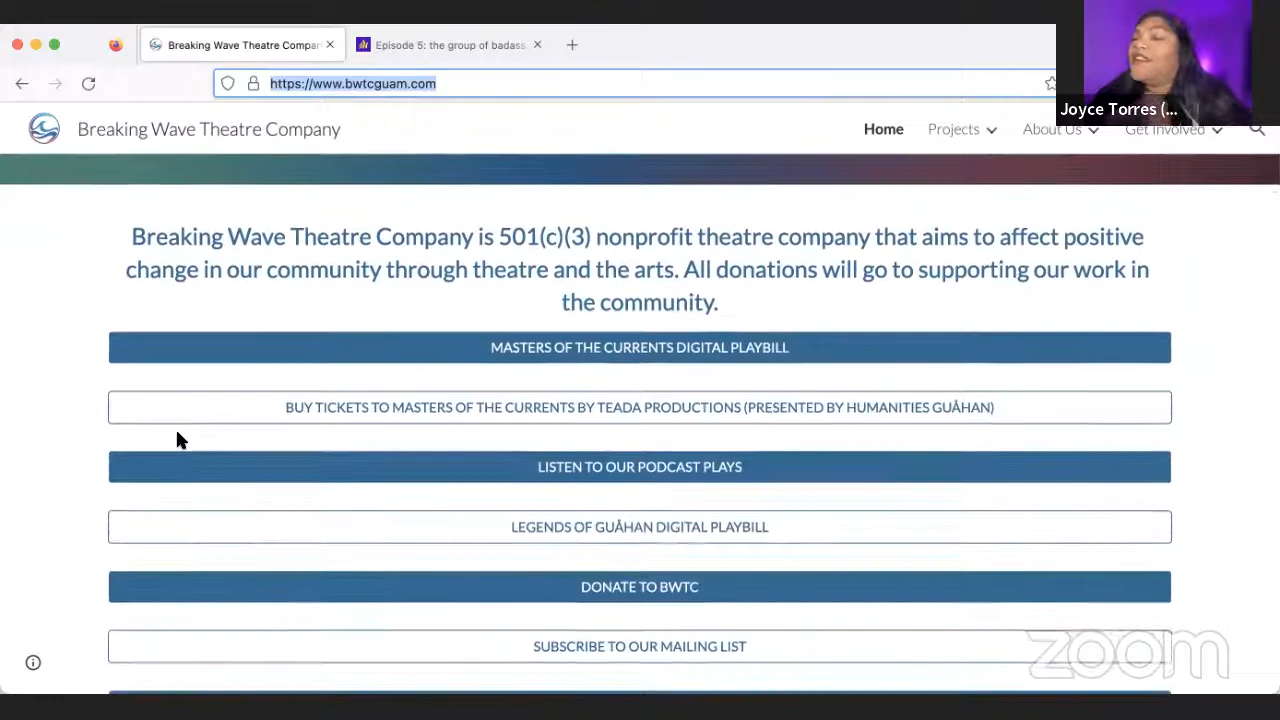 Breaking Wave Theatre Compan
Episode 5: the group of badass
https://www.bwtcguam.com
Joyce Torres (...
Breaking Wave Theatre Company
Home
Projects
About Us
Get Involved
Breaking Wave Theatre Company is 501(c)(3) nonprofit theatre company that aims to affect positive
change in our community through theatre and the arts. All donations will go to supporting our work in
the community.
MASTERS OF THE CURRENTS DIGITAL PLAYBILL
BUY TICKETS TO MASTERS OF THE CURRENTS BY TEADA PRODUCTIONS (PRESENTED BY HUMANITIES GUÅHAN)
LISTEN TO OUR PODCAST PLAYS
LEGENDS OF GUÅHAN DIGITAL PLAYBILL
DONATE TO BWTC
SUBSCRIBE TO OUR MAILING LIST
zoom